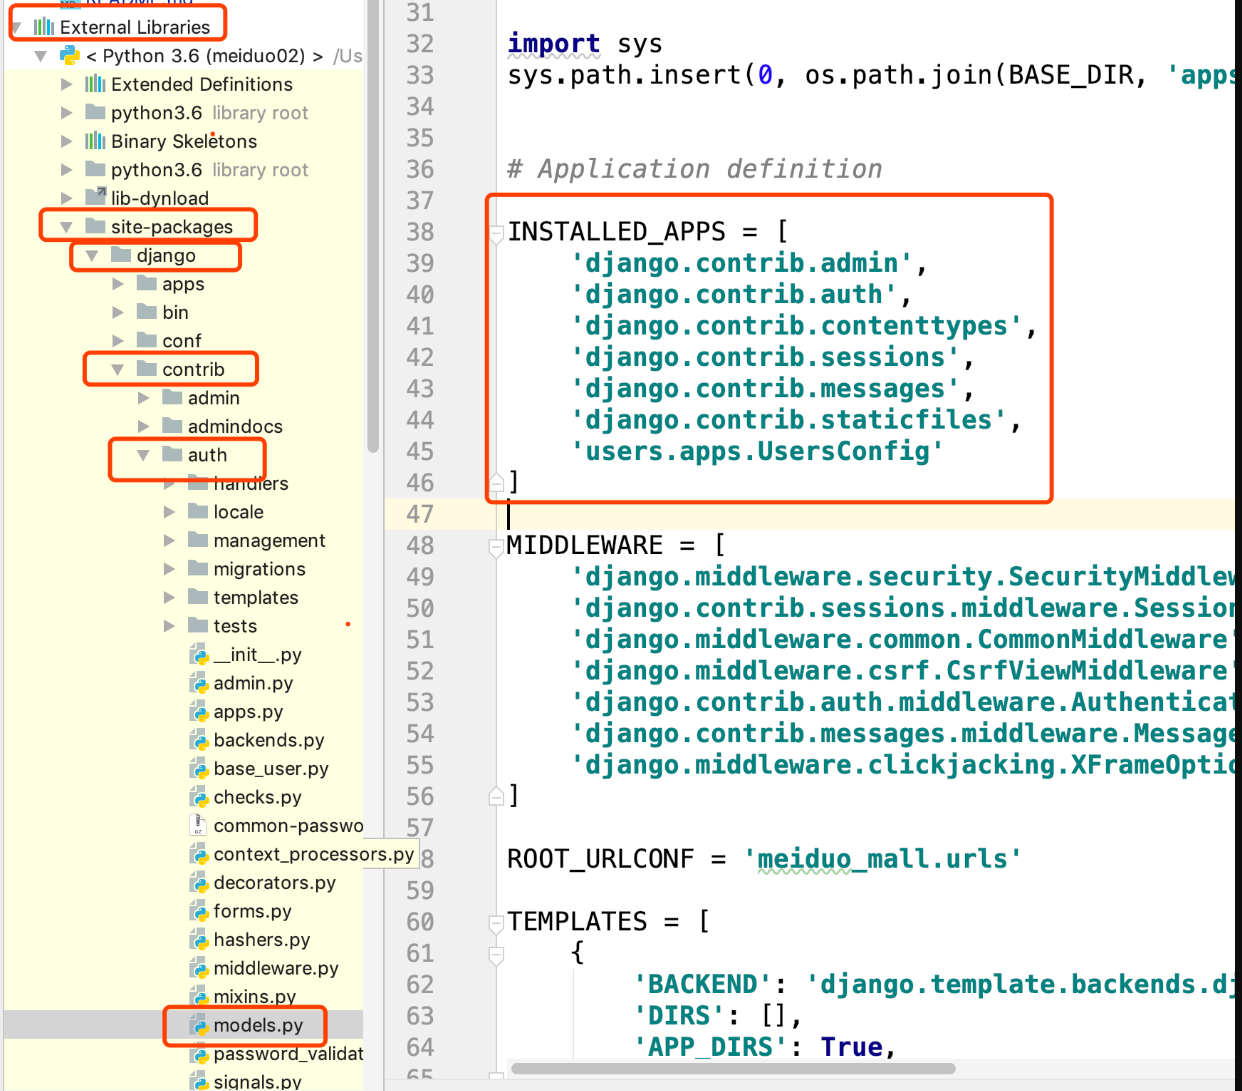 External Libraries
< Python 3.6 (meiduo02) > /Us
Extended Definitions
python3.6 library root
Binary Skeletons
python3.6 library root
lib-dynload
site-packages
django
apps
bin
conf
contrib
admin
admindocs
auth
handlers
locale
management
migrations
templates
tests
__init__.py
admin.py
apps.py
backends.py
base_user.py
checks.py
common-passwo
context_processors.py
decorators.py
forms.py
hashers.py
middleware.py
mixins.py
models.py
password_validat
signals.py
31
32 import sys
33 sys.path.insert(0, os.path.join(BASE_DIR, 'apps
34
35
36 # Application definition
37
38 INSTALLED_APPS = [
39 'django.contrib.admin',
40 'django.contrib.auth',
41 'django.contrib.contenttypes',
42 'django.contrib.sessions',
43 'django.contrib.messages',
44 'django.contrib.staticfiles',
45 'users.apps.UsersConfig'
46 ]
47
48 MIDDLEWARE = [
49 'django.middleware.security.SecurityMiddlew
50 'django.contrib.sessions.middleware.Session
51 'django.middleware.common.CommonMiddleware'
52 'django.middleware.csrf.CsrfViewMiddleware'
53 'django.contrib.auth.middleware.Authenticat
54 'django.contrib.messages.middleware.Message
55 'django.middleware.clickjacking.XFrameOptio
56 ]
57
8 ROOT_URLCONF = 'meiduo_mall.urls'
59
60 TEMPLATES = [
61 {
62 'BACKEND': 'django.template.backends.dj
63 'DIRS': [],
64 'APP_DIRS': True,
65